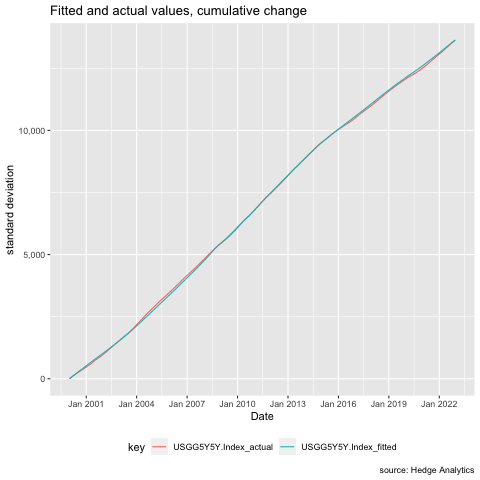 Fitted and actual values, cumulative change
standard deviation
10,000
5,000
0
Jan 2001 Jan 2004 Jan 2007 Jan 2010 Jan 2013 Jan 2016 Jan 2019 Jan 2022
Date
key USGG5Y5Y.Index_actual USGG5Y5Y.Index_fitted
source: Hedge Analytics